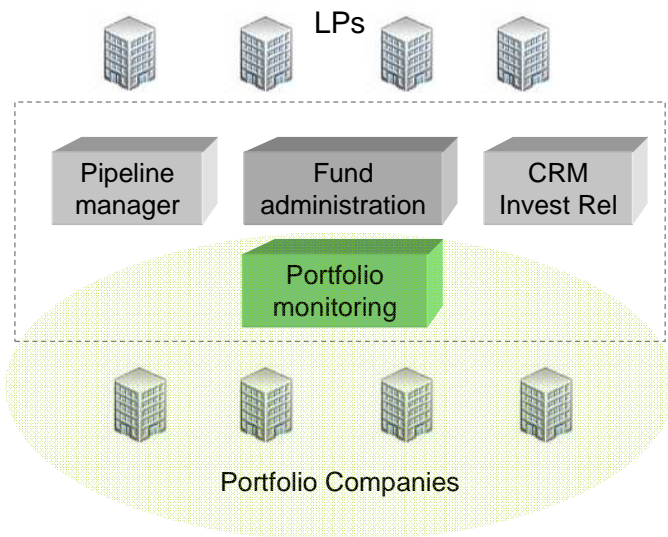 LPs
Pipeline
manager
Fund
administration
CRM
Invest Rel
Portfolio
monitoring
Portfolio Companies